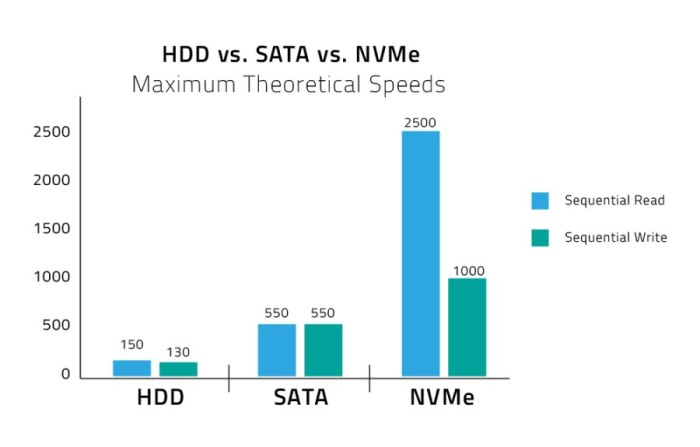 HDD vs. SATA vs. NVMe
Maximum Theoretical Speeds
2500
2000
1500
1000
500
0
150
130
550
550
2500
1000
HDD
SATA
NVMe
Sequential Read
Sequential Write